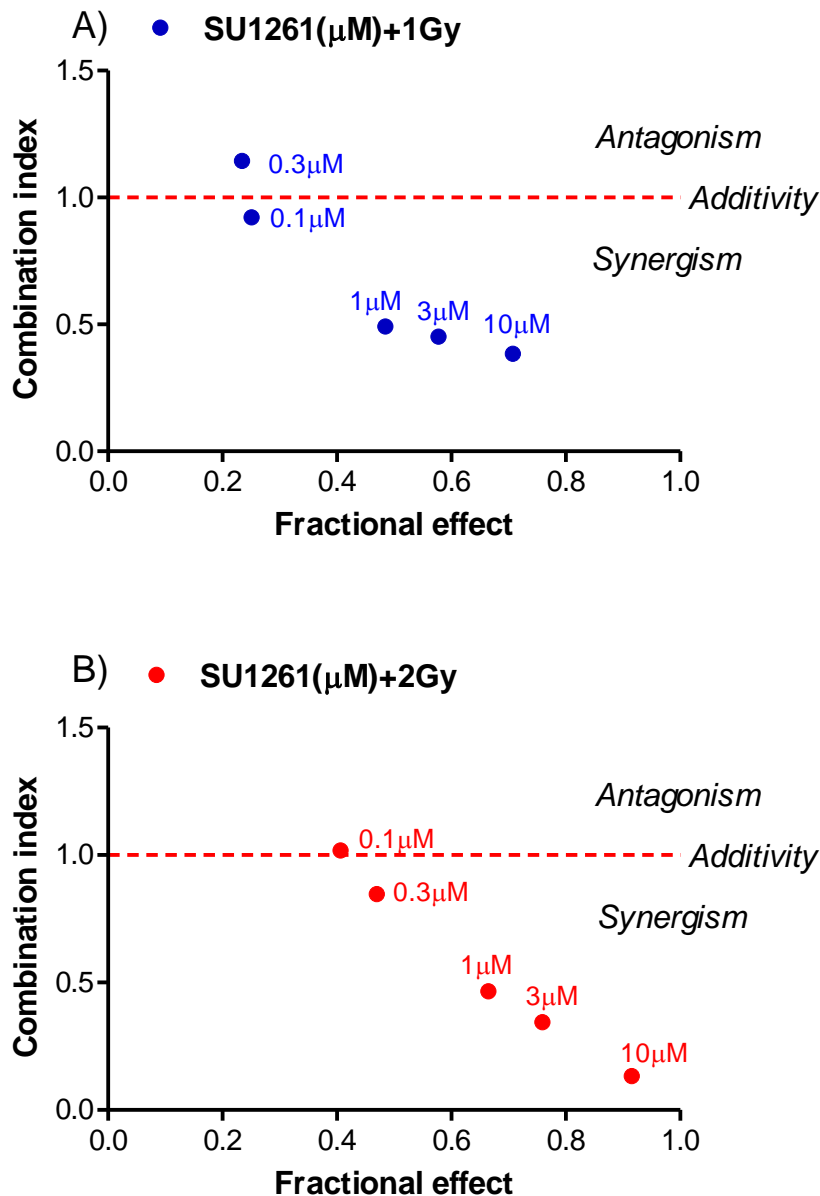 A) SU1261(μM)+1Gy
1.5
Antagonism
0.3μM
1.0
Additivity
0.1μM
Synergism
1μM 3μM 10μM
0.5
0.0
0.0 0.2 0.4 0.6 0.8 1.0
Combination index
Fractional effect
B) SU1261(μM)+2Gy
1.5
Antagonism
0.1μM
1.0
Additivity
0.3μM
Synergism
1μM
3μM
0.5
10μM
0.0
0.0 0.2 0.4 0.6 0.8 1.0
Combination index
Fractional effect